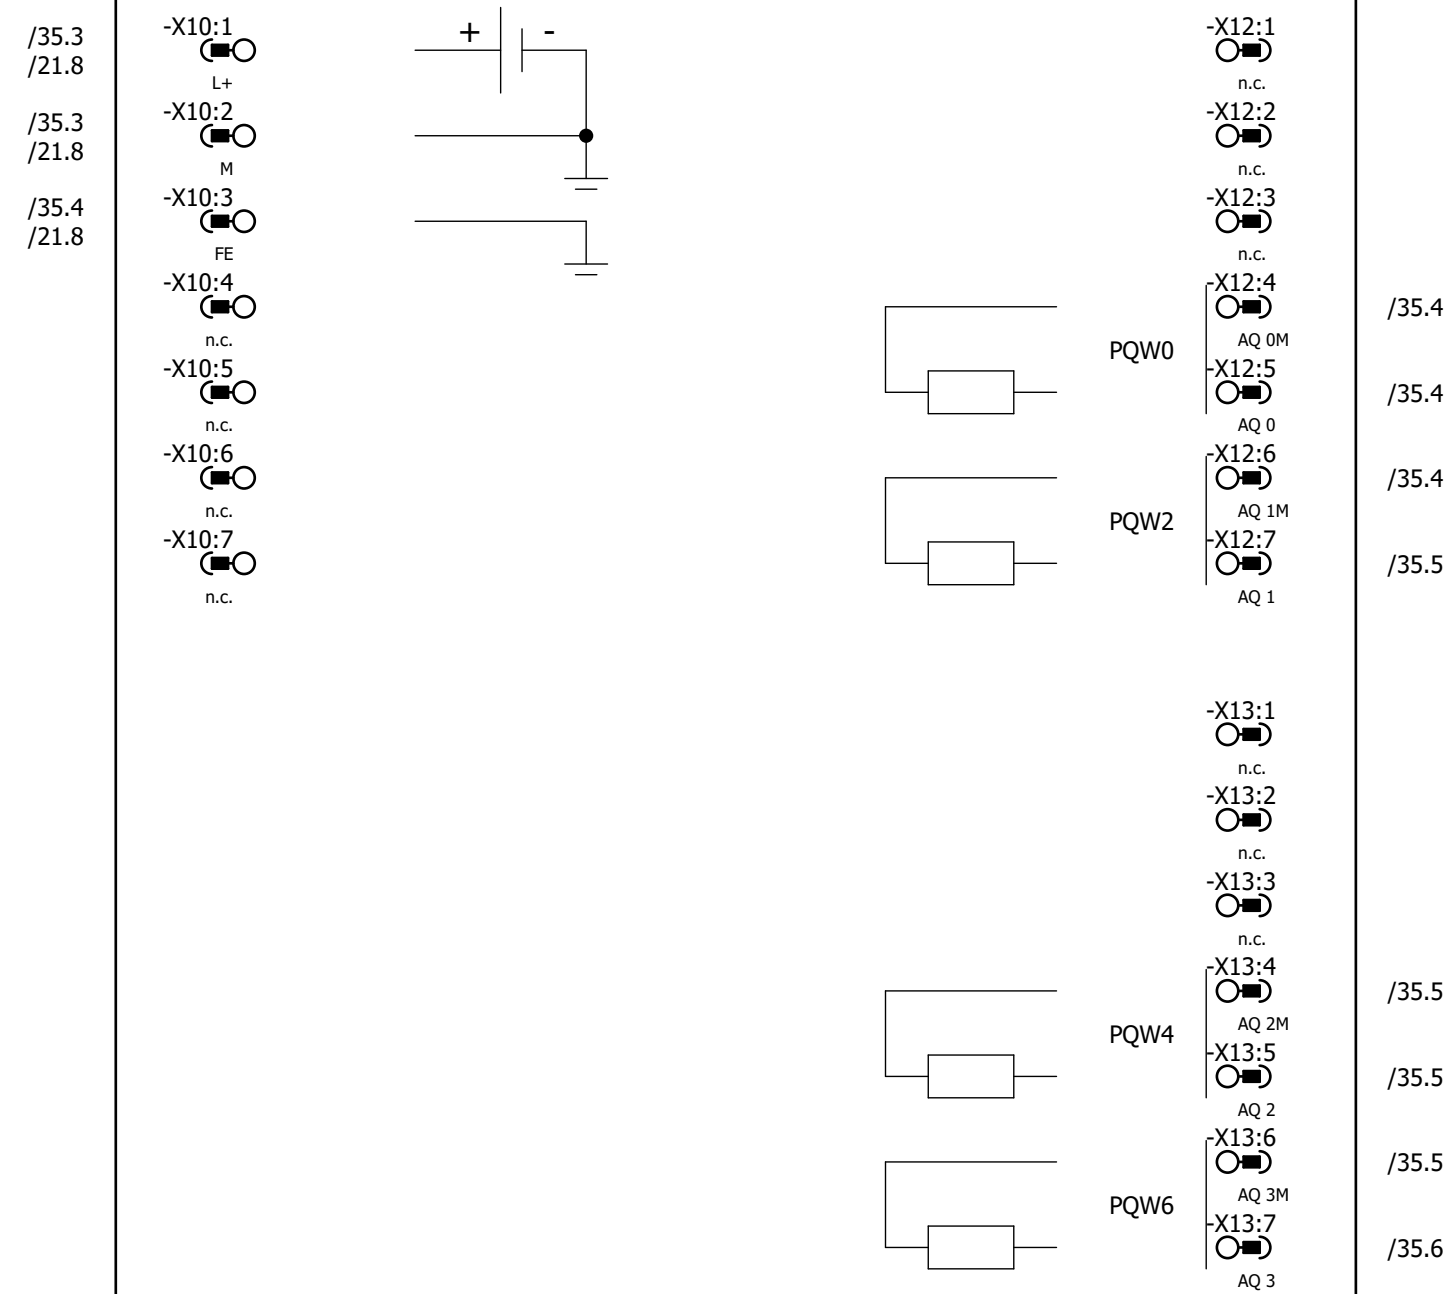 /35.3
/21.8
-X10:1
L+
/35.3
/21.8
-X10:2
M
/35.4
/21.8
-X10:3
FE
-X10:4
n.c.
-X10:5
n.c.
-X10:6
n.c.
-X10:7
n.c.
+ -
-X12:1
n.c.
-X12:2
n.c.
-X12:3
n.c.
PQW0
-X12:4
/35.4
AQ 0M
-X12:5
/35.4
AQ 0
PQW2
-X12:6
/35.4
AQ 1M
-X12:7
/35.5
AQ 1
-X13:1
n.c.
-X13:2
n.c.
-X13:3
n.c.
PQW4
-X13:4
/35.5
AQ 2M
-X13:5
/35.5
AQ 2
PQW6
-X13:6
/35.5
AQ 3M
-X13:7
/35.6
AQ 3